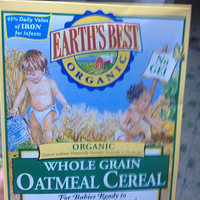 45% Daily Value
of IRON
for Infants
EARTH'S BEST
ORGANIC
No
GEI
ORGANIC
WHOLE GRAIN
OATMEAL CEREAL
For Babies Ready to